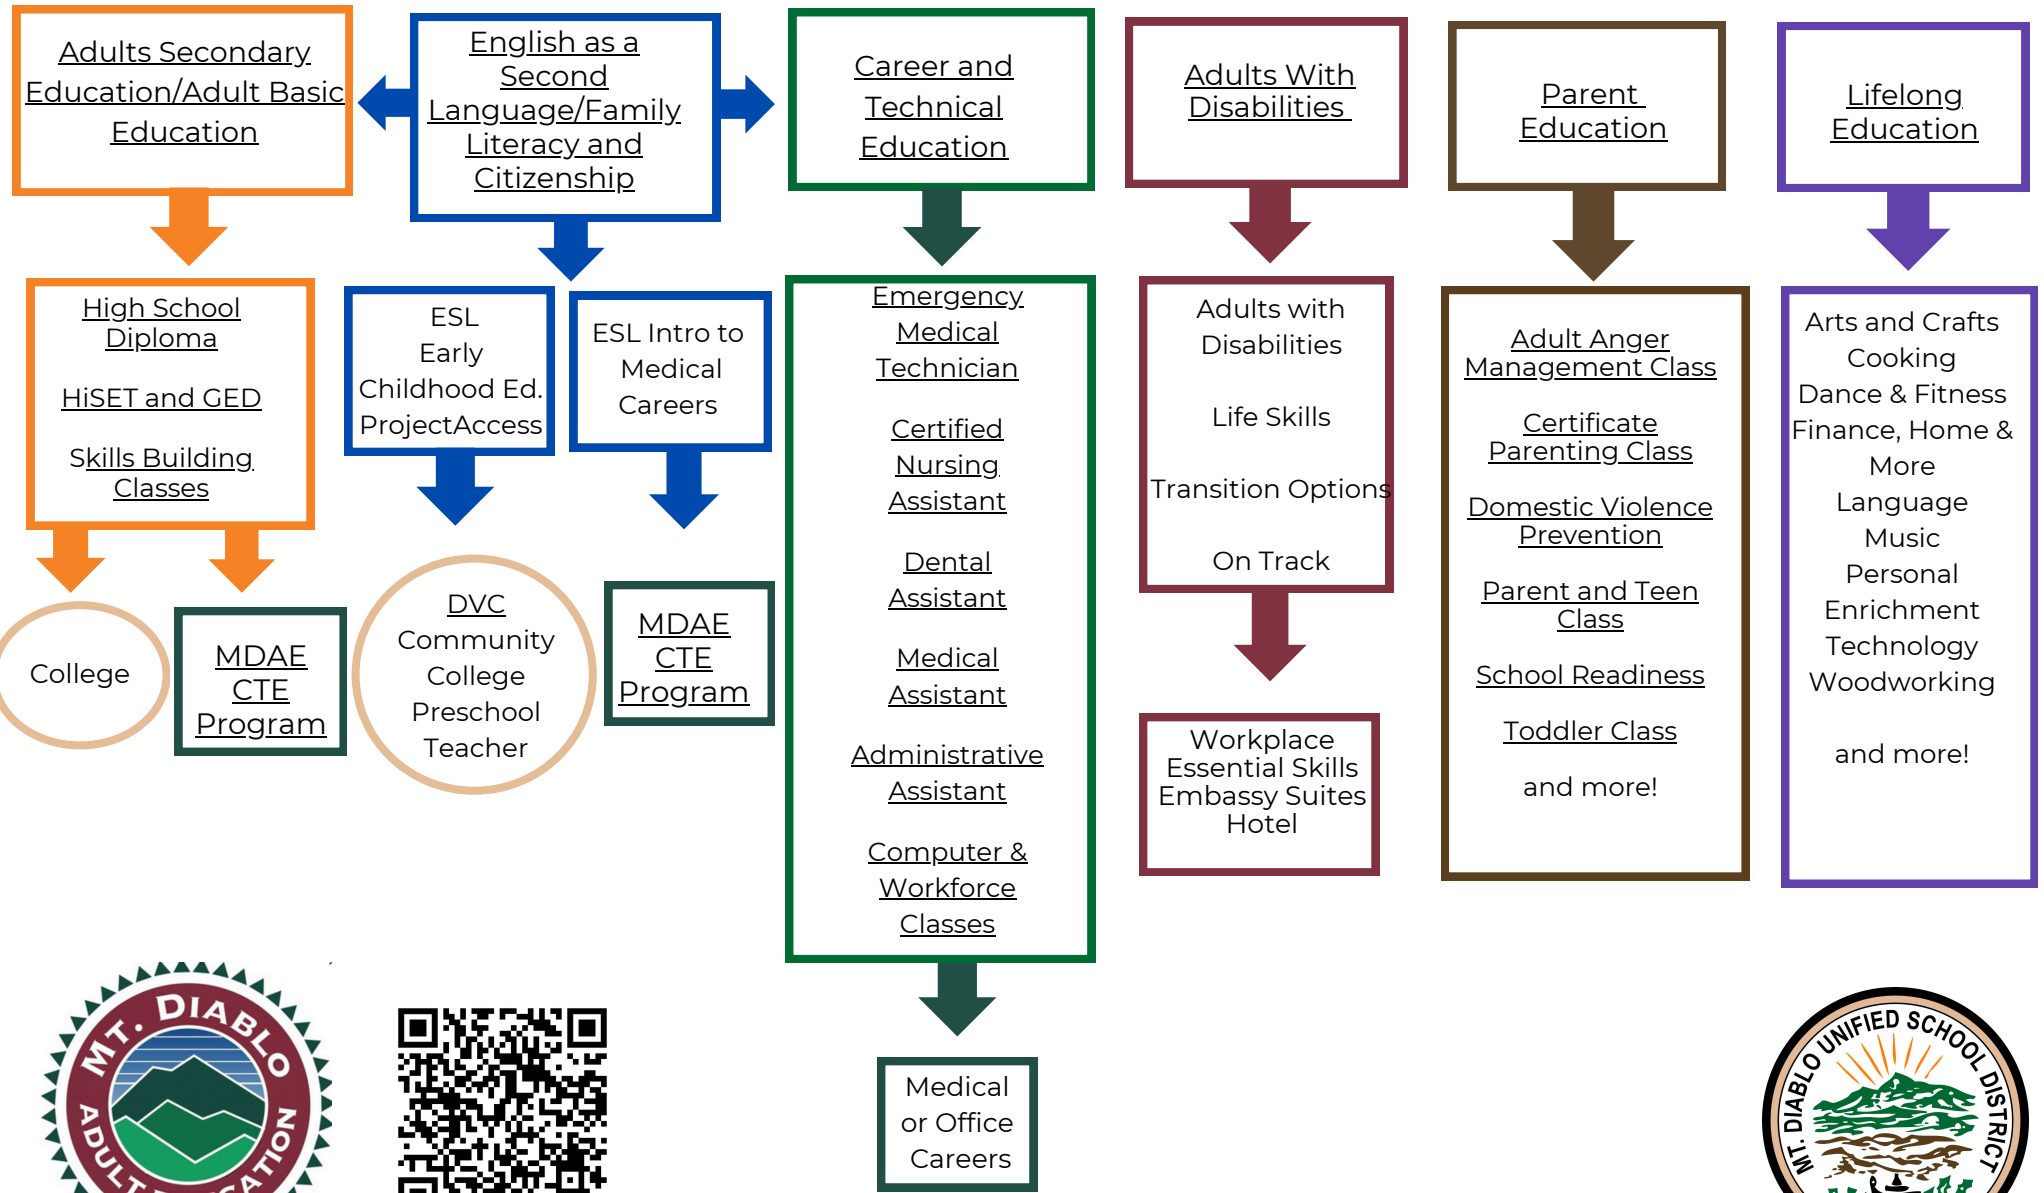 Adults Secondary
Education/Adult Basic
Education
English as a
Second
Language/Family
Literacy and
Citizenship
Career and
Technical
Education
Adults With
Disabilities
Parent
Education
Lifelong
Education
High School
Diploma
HiSET and GED
Skills Building
Classes
ESL
Early
Childhood Ed.
ProjectAccess
ESL Intro to
Medical
Careers
Emergency
Medical
Technician
Certified
Nursing
Assistant
Dental
Assistant
Medical
Assistant
Administrative
Assistant
Computer &
Workforce
Classes
Adults with
Disabilities
Life Skills
Transition Options
On Track
Adult Anger
Management Class
Certificate
Parenting Class
Domestic Violence
Prevention
Parent and Teen
Class
School Readiness
Toddler Class
and more!
Arts and Crafts
Cooking
Dance & Fitness
Finance, Home &
More
Language
Music
Personal
Enrichment
Technology
Woodworking
and more!
College
MDAE
CTE
Program
DVC
Community
College
Preschool
Teacher
MDAE
CTE
Program
Workplace
Essential Skills
Embassy Suites
Hotel
Medical
or Office
Careers
MT. DIABLO
ADULT EDUCATION
MT. DIABLO UNIFIED SCHOOL DISTRICT